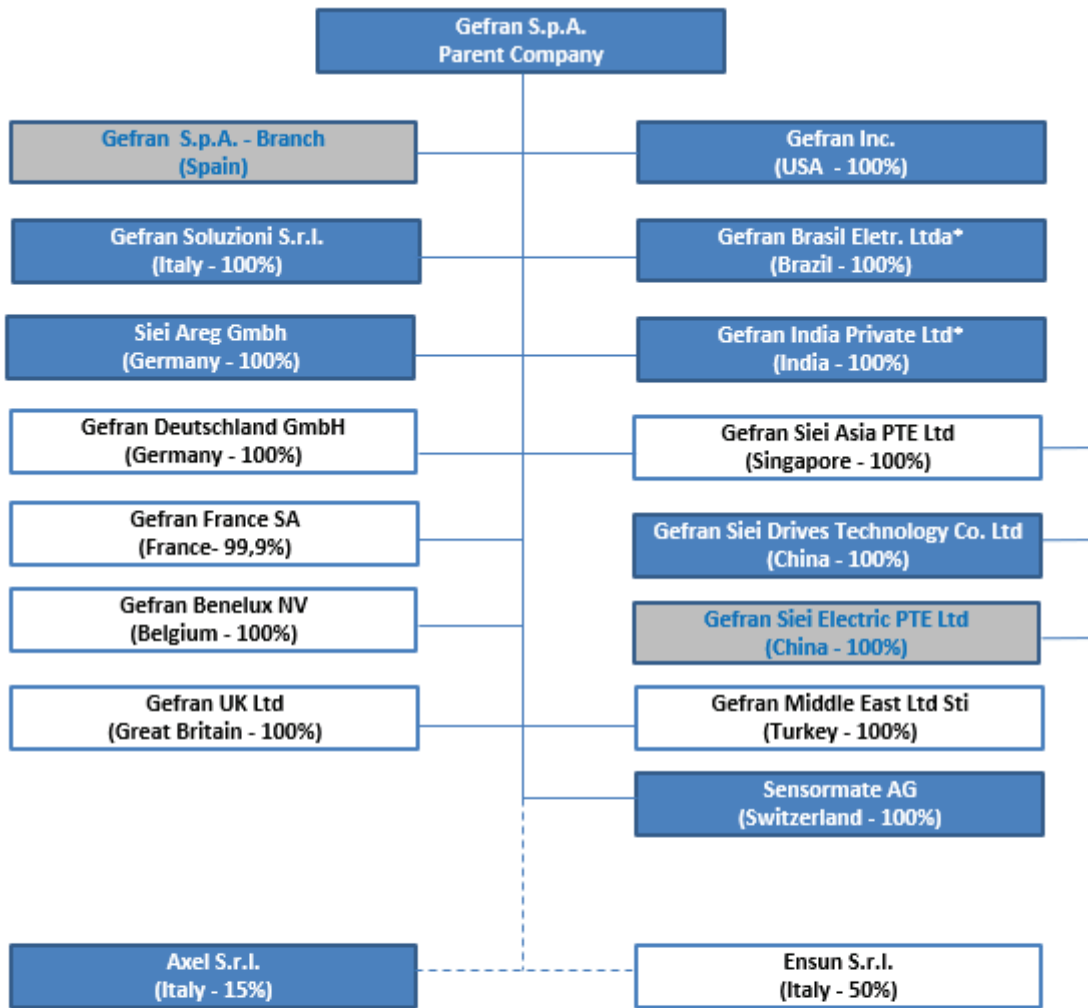 Gefran S.p.A.
Parent Company
Gefran S.p.A. - Branch
(Spain)
Gefran Inc.
(USA - 100%)
Gefran Soluzioni S.r.l.
(Italy - 100%)
Gefran Brasil Eletr. Ltda*
(Brazil - 100%)
Siei Areg Gmbh
(Germany - 100%)
Gefran India Private Ltd*
(India - 100%)
Gefran Deutschland GmbH
(Germany - 100%)
Gefran Siei Asia PTE Ltd
(Singapore - 100%)
Gefran France SA
(France- 99,9%)
Gefran Siei Drives Technology Co. Ltd
(China - 100%)
Gefran Benelux NV
(Belgium - 100%)
Gefran Siei Electric PTE Ltd
(China - 100%)
Gefran UK Ltd
(Great Britain - 100%)
Gefran Middle East Ltd Sti
(Turkey - 100%)
Sensormate AG
(Switzerland - 100%)
Axel S.r.l.
(Italy - 15%)
Ensun S.r.l.
(Italy - 50%)